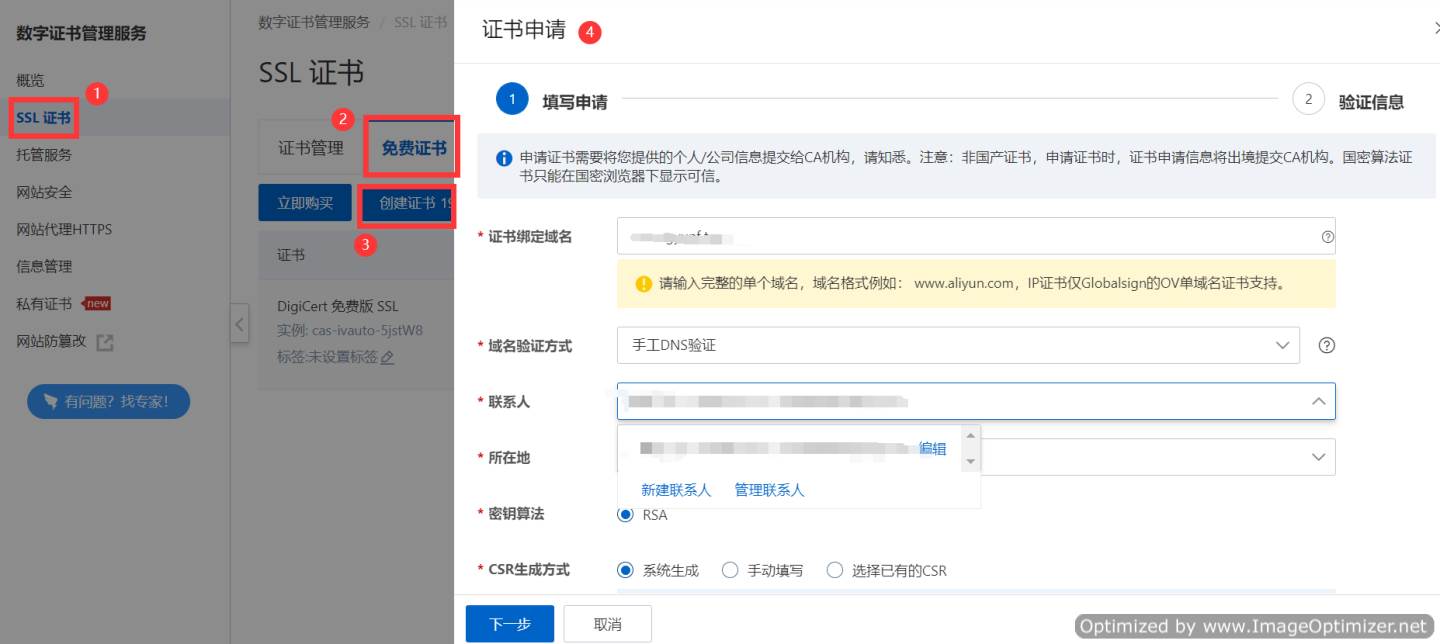 数字证书管理服务
概览
1
SSL 证书
托管服务
网站安全
网站代理HTTPS
信息管理
私有证书 new
网站防篡改
有问题？找专家！
数字证书管理服务 / SSL 证书
SSL 证书
2
证书管理
免费证书
立即购买
创建证书
3
证书
DigiCert 免费版 SSL
实例: cas-ivauto-5jstW8
标签:未设置标签
证书申请 4
1 填写申请
2 验证信息
申请证书需要将您提供的个人/公司信息提交给CA机构，请知悉。注意：非国产证书，申请证书时，证书申请信息将出境提交CA机构。国密算法证
书只能在国密浏览器下显示可信。
* 证书绑定域名
请输入完整的单个域名，域名格式例如： www.aliyun.com，IP证书仅Globalsign的OV单域名证书支持。
* 域名验证方式
手工DNS验证
* 联系人
编辑
* 所在地
新建联系人 管理联系人
* 密钥算法
RSA
* CSR生成方式
系统生成 手动填写 选择已有的CSR
下一步 取消
Optimized by www.ImageOptimizer.net